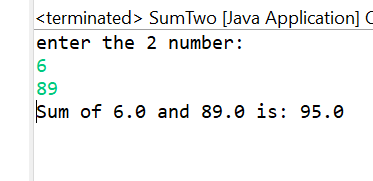 <terminated> SumTwo [Java Application] C
enter the 2 number:
6
89
Sum of 6.0 and 89.0 is: 95.0